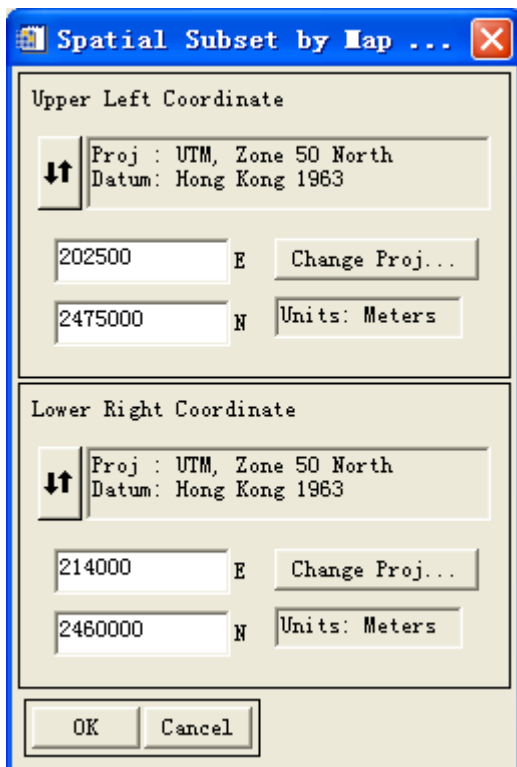 Spatial Subset by Map ...
Upper Left Coordinate
Proj : UTM, Zone 50 North
Datum: Hong Kong 1963
202500 E Change Proj...
2475000 N Units: Meters
Lower Right Coordinate
Proj : UTM, Zone 50 North
Datum: Hong Kong 1963
214000 E Change Proj...
2460000 N Units: Meters
OK Cancel